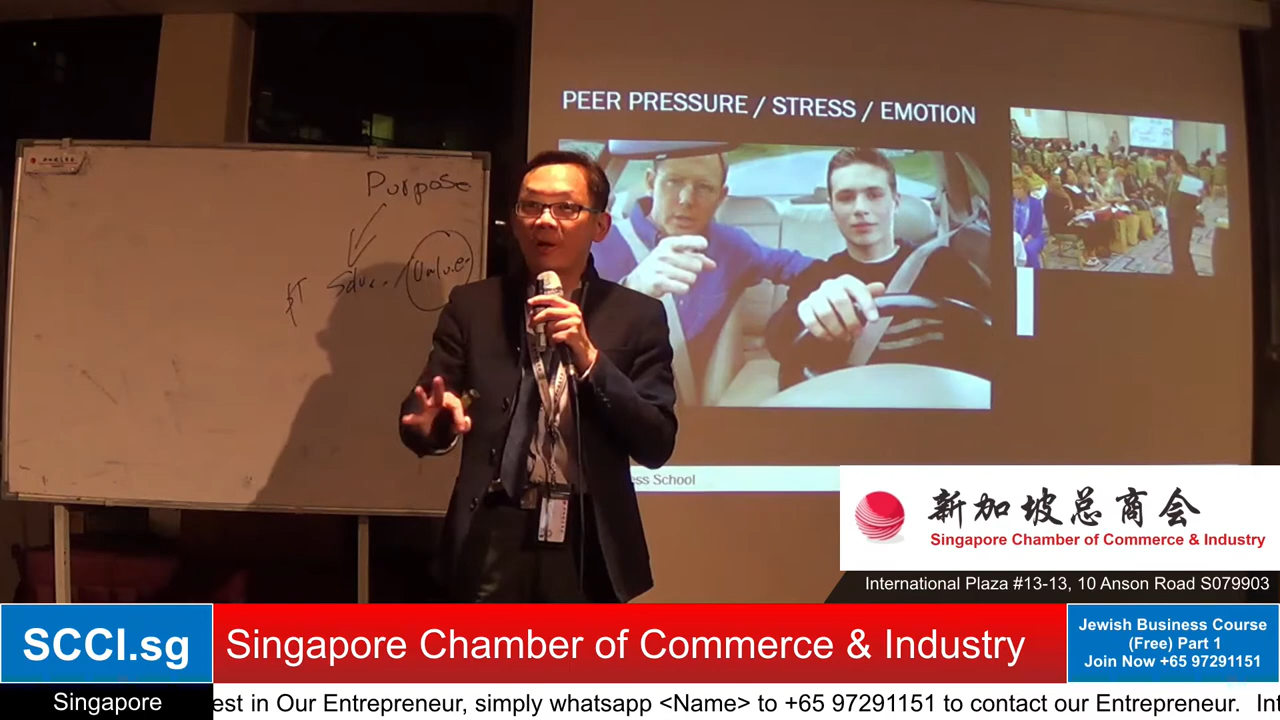 PEER PRESSURE / STRESS / EMOTION
Purpose
ess School
新加坡总商会
Singapore Chamber of Commerce & Industry
International Plaza #13-13, 10 Anson Road S079903
SCCI.sg
Singapore Chamber of Commerce & Industry
Jewish Business Course
(Free) Part 1
Join Now +65 97291151
Singapore
est in Our Entrepreneur, simply whatsapp <Name> to +65 97291151 to contact our Entrepreneur. Int